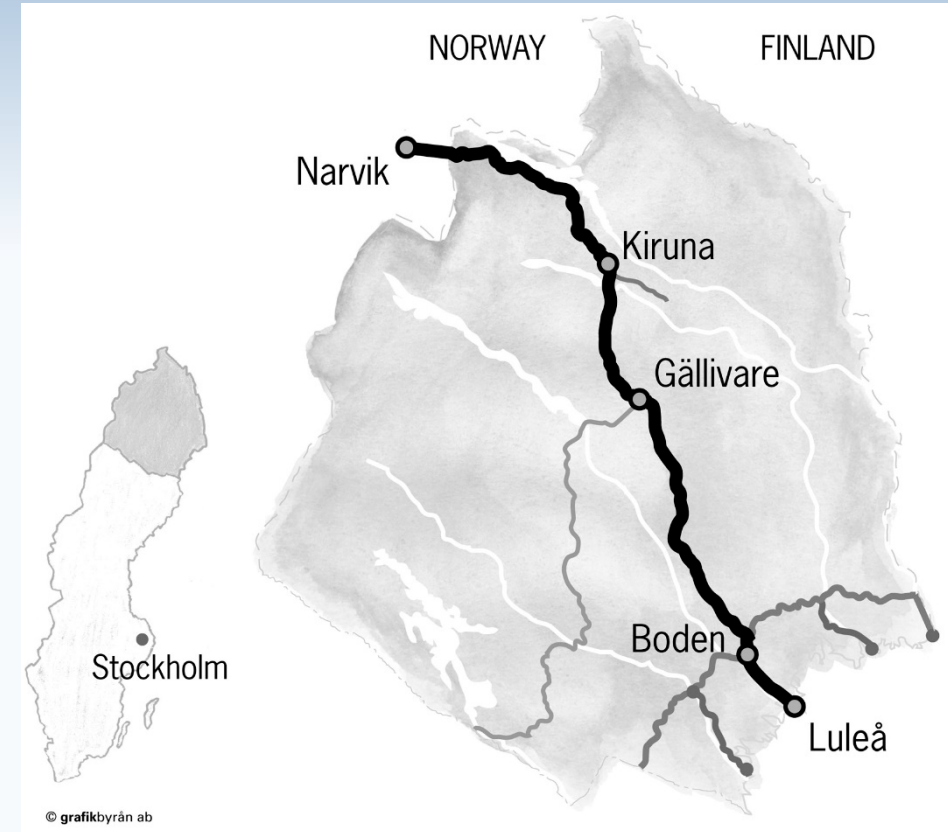 NORWAY
FINLAND
Narvik
Kiruna
Gällivare
Boden
Luleå
Stockholm
© grafikbyrån ab